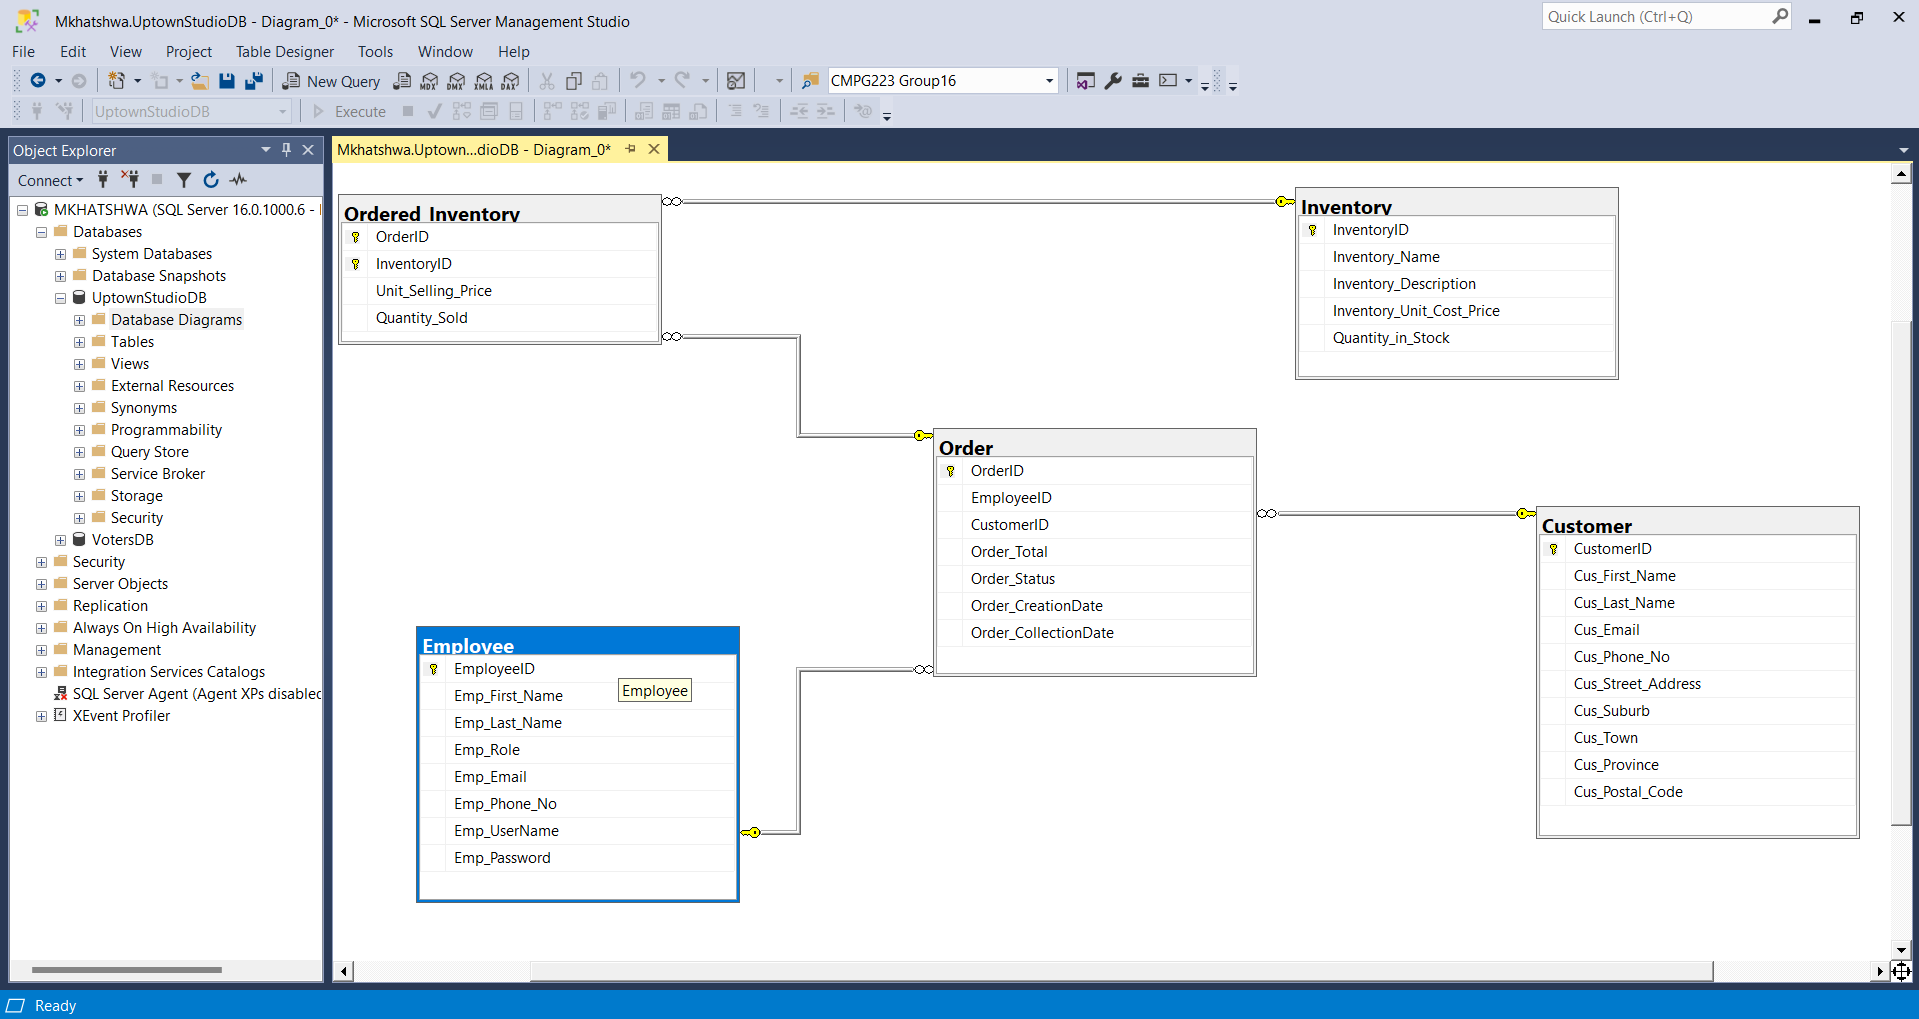 Mkhatshwa.UptownStudioDB - Diagram_0* - Microsoft SQL Server Management Studio
Quick Launch (Ctrl+Q)
File Edit View Project Table Designer Tools Window Help
New Query MDX DMX XMLA DAX CMPG223 Group16
UptownStudioDB Execute
Object Explorer
Mkhatshwa.Uptown...dioDB - Diagram_0*
Connect
MKHATSHWA (SQL Server 16.0.1000.6 -
Databases
System Databases
Database Snapshots
UptownStudioDB
Database Diagrams
Tables
Views
External Resources
Synonyms
Programmability
Query Store
Service Broker
Storage
Security
VotersDB
Security
Server Objects
Replication
Always On High Availability
Management
Integration Services Catalogs
SQL Server Agent (Agent XPs disabled
XEvent Profiler
Ordered_Inventory
OrderID
InventoryID
Unit_Selling_Price
Quantity_Sold
Inventory
InventoryID
Inventory_Name
Inventory_Description
Inventory_Unit_Cost_Price
Quantity_in_Stock
Order
OrderID
EmployeeID
CustomerID
Order_Total
Order_Status
Order_CreationDate
Order_CollectionDate
Customer
CustomerID
Cus_First_Name
Cus_Last_Name
Cus_Email
Cus_Phone_No
Cus_Street_Address
Cus_Suburb
Cus_Town
Cus_Province
Cus_Postal_Code
Employee
EmployeeID
Emp_First_Name
Employee
Emp_Last_Name
Emp_Role
Emp_Email
Emp_Phone_No
Emp_UserName
Emp_Password
Ready